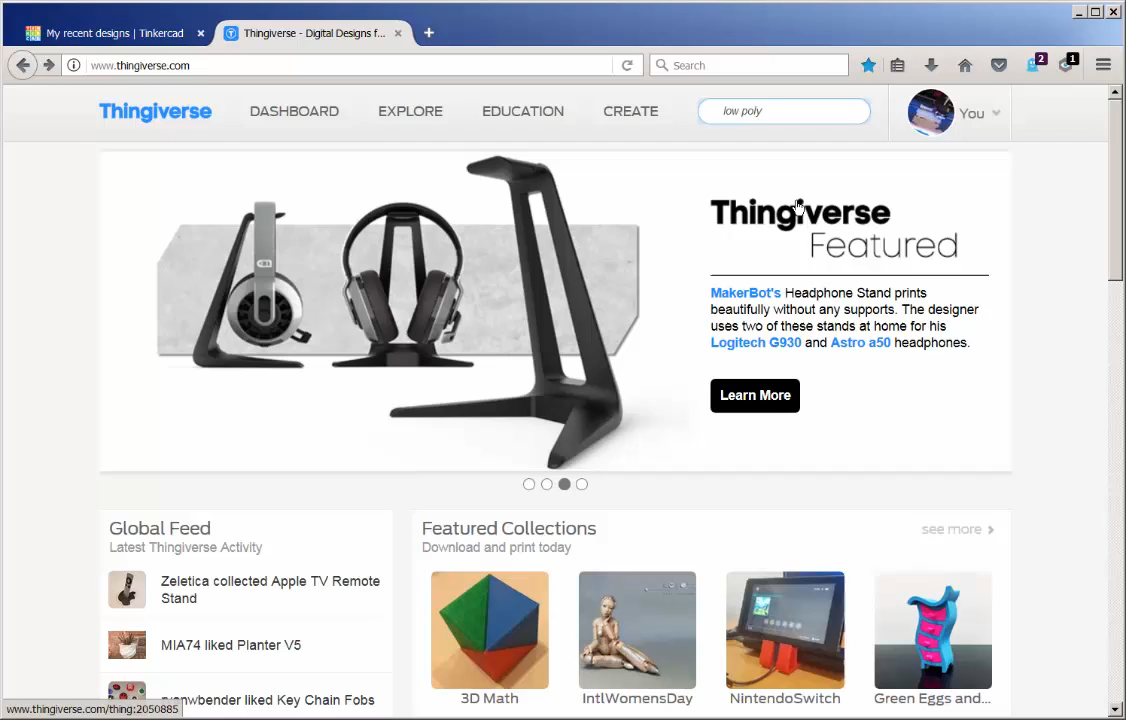 My recent designs | Tinkercad
Thingiverse - Digital Designs f...
www.thingiverse.com
Search
2
1
Thingiverse
DASHBOARD
EXPLORE
EDUCATION
CREATE
low poly
You
Thingiverse
Featured
MakerBot's Headphone Stand prints
beautifully without any supports. The designer
uses two of these stands at home for his
Logitech G930 and Astro a50 headphones.
Learn More
Global Feed
Latest Thingiverse Activity
Featured Collections
Download and print today
see more
Zeletica collected Apple TV Remote
Stand
MIA74 liked Planter V5
liked Key Chain Fobs
3D Math
IntlWomensDay
NintendoSwitch
Green Eggs and...
www.thingiverse.com/thing:2050885